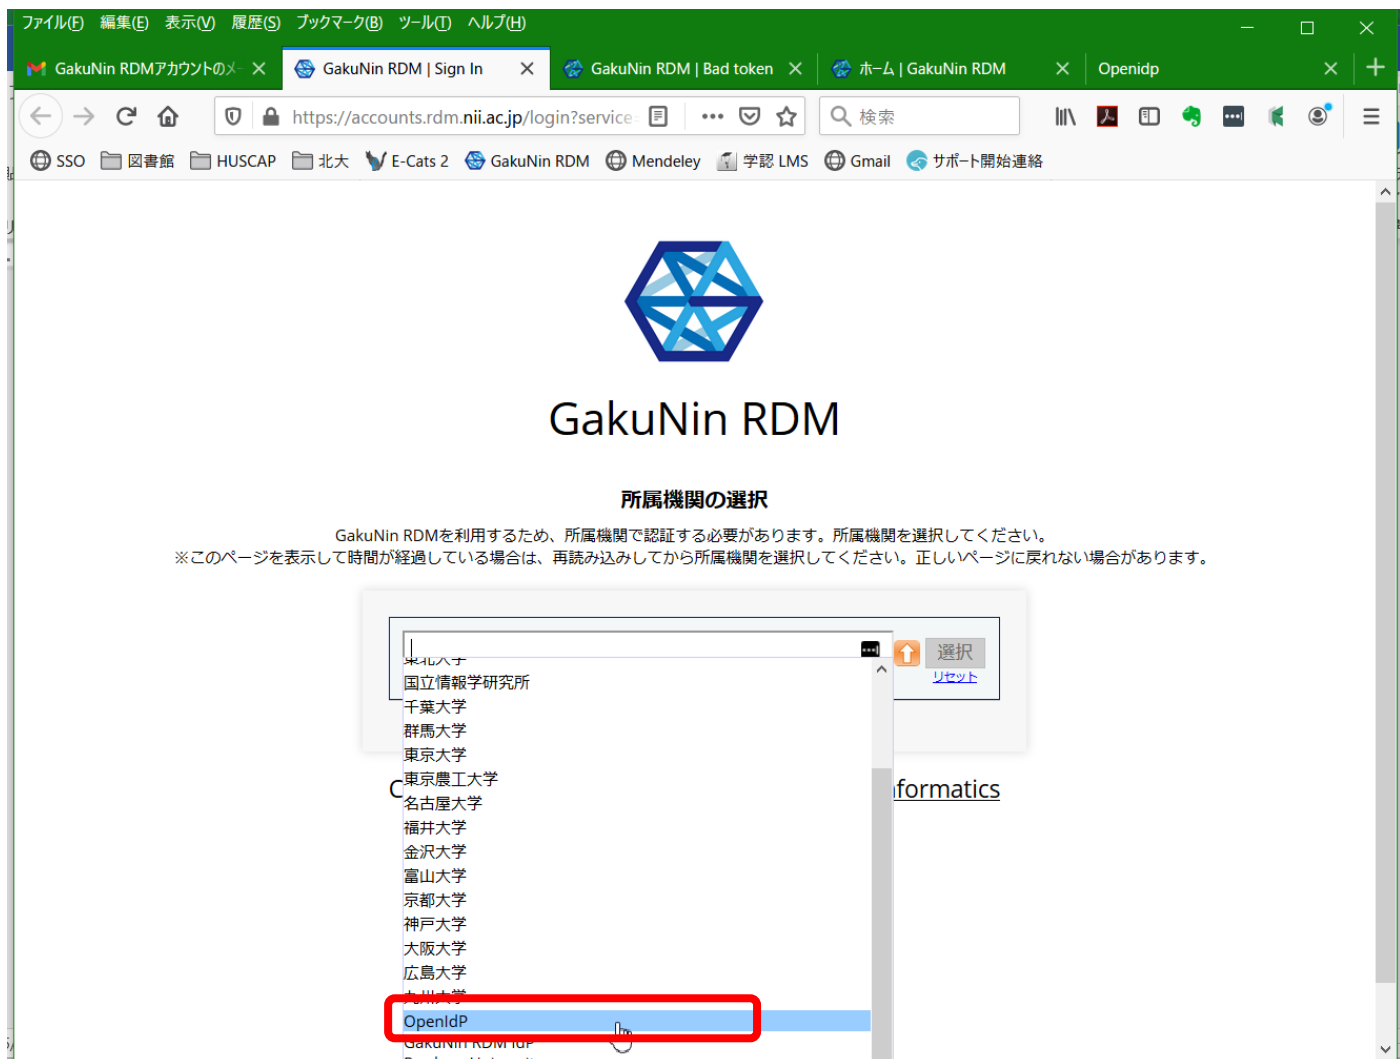 ファイル(F) 編集(E) 表示(V) 履歴(S) ブックマーク(B) ツール(T) ヘルプ(H)
GakuNin RDMアカウントのメー
GakuNin RDM | Sign In
GakuNin RDM | Bad token
ホーム | GakuNin RDM
Openidp
https://accounts.rdm.nii.ac.jp/login?service=
検索
SSO 図書館 HUSCAP 北大 E-Cats 2 GakuNin RDM Mendeley 学認 LMS Gmail サポート開始連絡
GakuNin RDM
所属機関の選択
GakuNin RDMを利用するため、所属機関で認証する必要があります。所属機関を選択してください。
※このページを表示して時間が経過している場合は、再読み込みしてから所属機関を選択してください。正しいページに戻れない場合があります。
選択
リセット
東北大学
国立情報学研究所
千葉大学
群馬大学
東京大学
東京農工大学
C
formatics
名古屋大学
福井大学
金沢大学
富山大学
京都大学
神戸大学
大阪大学
広島大学
九州大学
OpenIdP
GakuNin RDM IdP